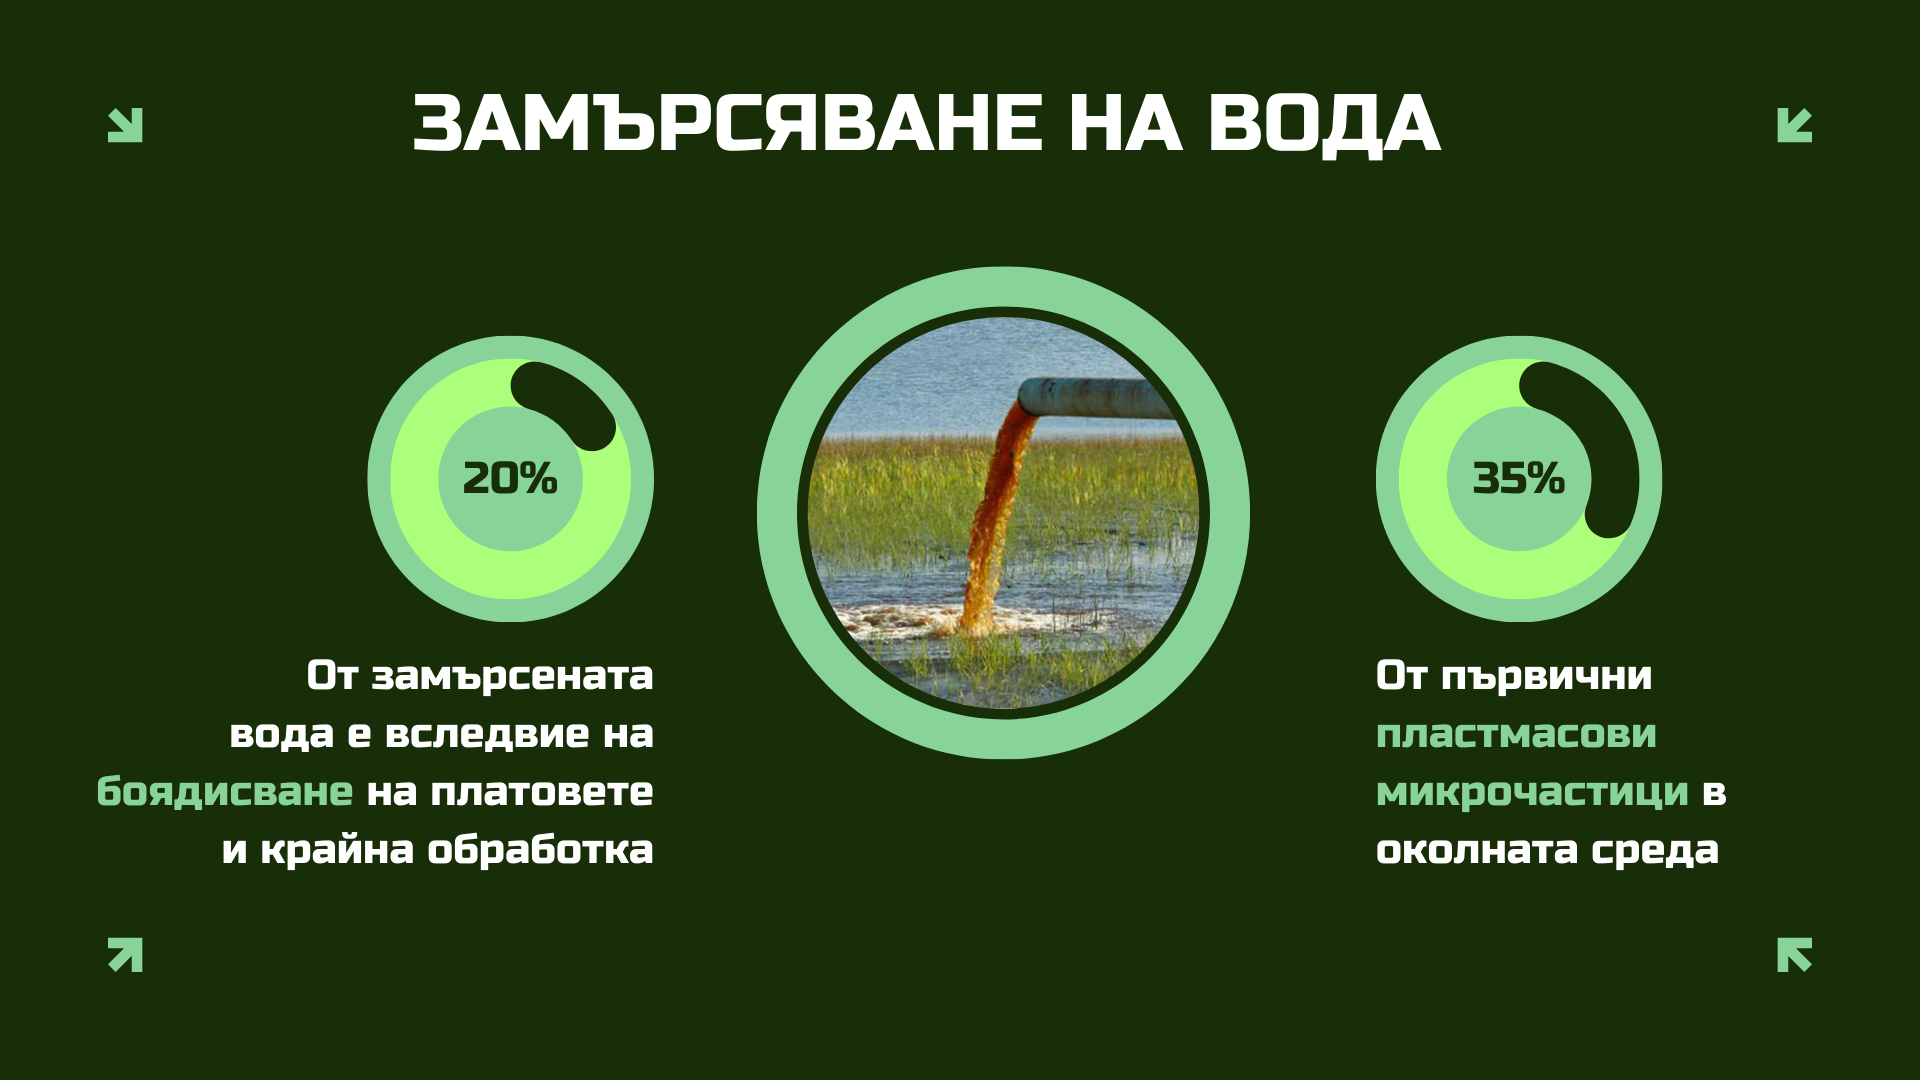 ЗАМЪРСЯВАНЕ НА ВОДА
20%
От замърсената
вода е вследвие на
боядисване на платовете
и крайна обработка
35%
От първични
пластмасови
микрочастици в
околната среда